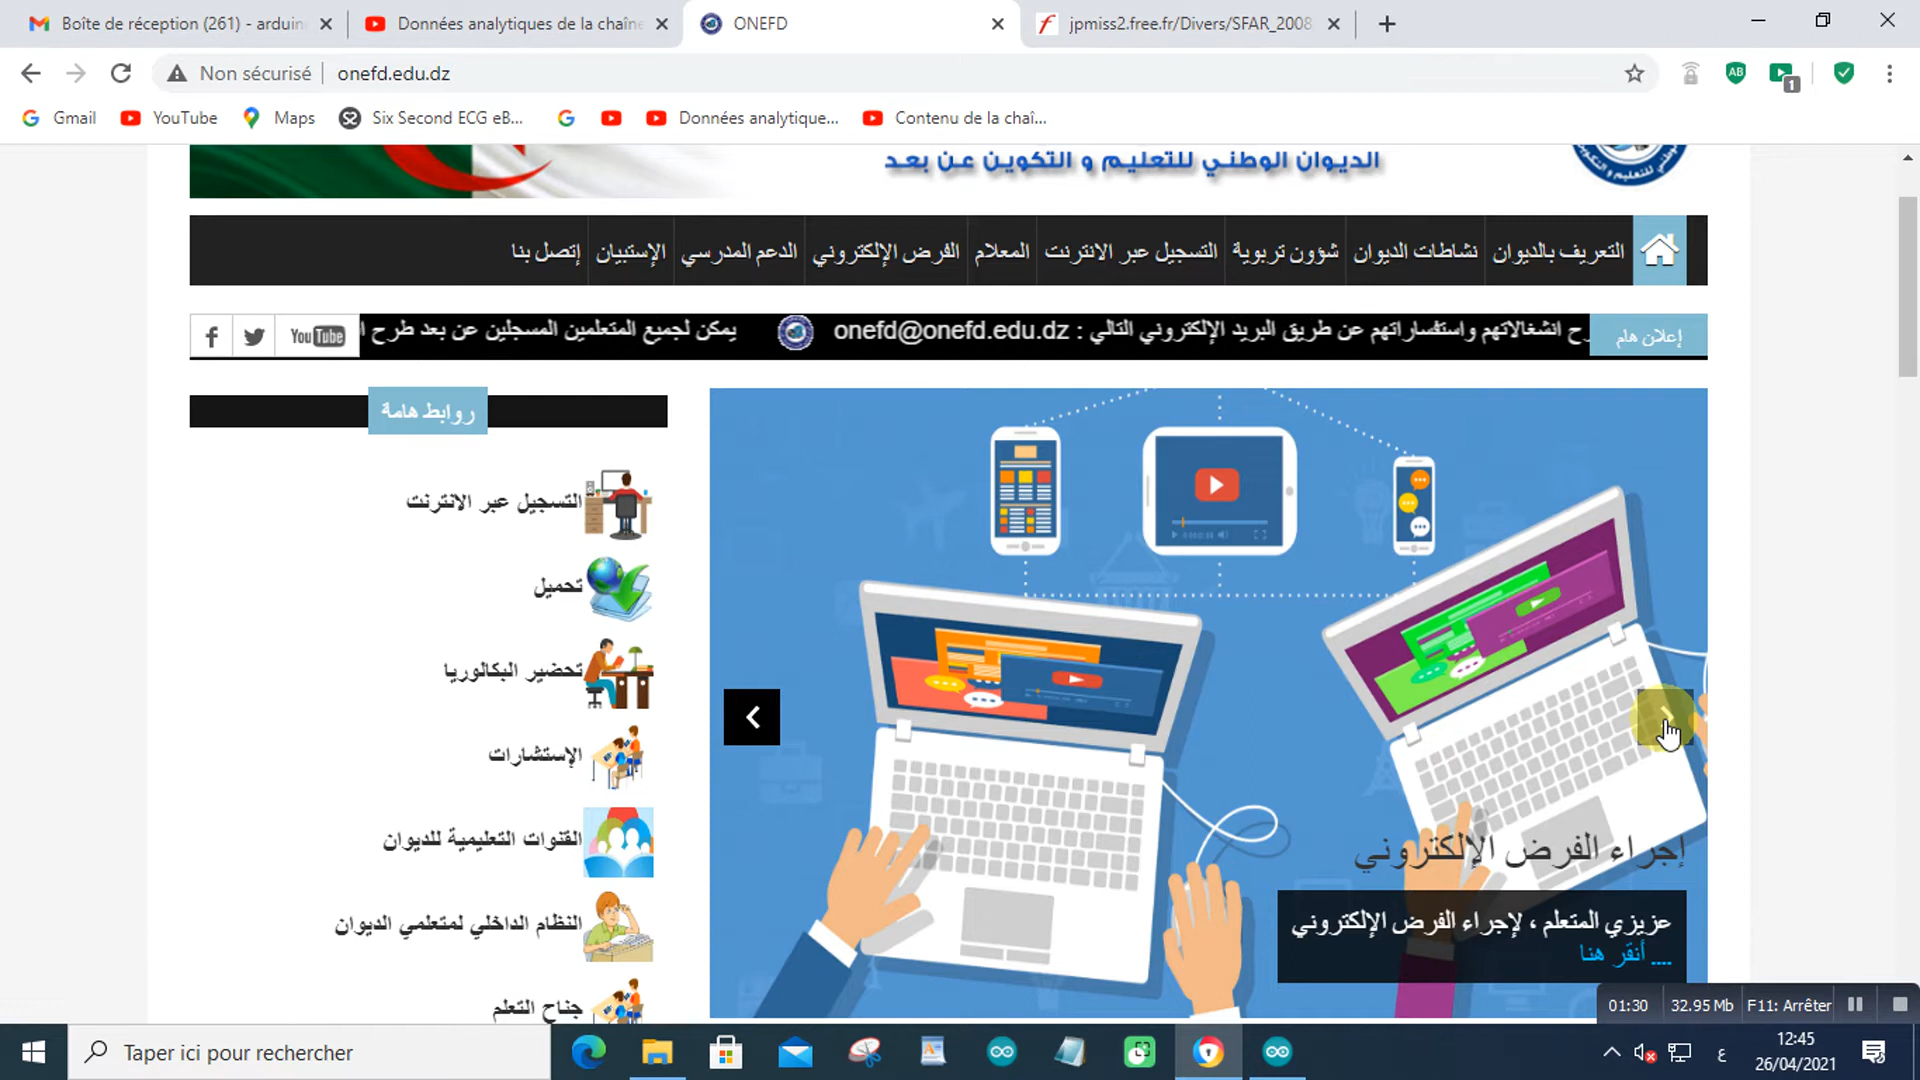 Boîte de réception (261) - arduin
Données analytiques de la chaîne
ONEFD
jpmiss2.free.fr/Divers/SFAR_2008
Non sécurisé
onefd.edu.dz
AB
1
Gmail
YouTube
Maps
Six Second ECG eB...
Données analytique...
Contenu de la chaî...
الديوان الوطني للتعليم و التكوين عن بعد
التعريف بالديوان
نشاطات الديوان
شؤون تربوية
التسجيل عبر الانترنت
المعلام
الفرض الإلكتروني
الدعم المدرسي
الإستبيان
إتصل بنا
إعلان هام
رح انشغالاتهم واستفساراتهم عن طريق البريد الإلكتروني التالي : onefd@onefd.edu.dz
يمكن لجميع المتعلمين المسجلين عن بعد طرح ا
You Tube
روابط هامة
التسجيل عبر الانترنت
تحميل
تحضير البكالوريا
الإستشارات
القنوات التعليمية للديوان
النظام الداخلي لمتعلمي الديوان
جناح التعلم
إجراء الفرض الإلكتروني
عزيزي المتعلم ، لإجراء الفرض الإلكتروني
.... أنقر هنا
01:30
32.95 Mb
F11: Arrêter
Taper ici pour rechercher
ع
12:45
26/04/2021